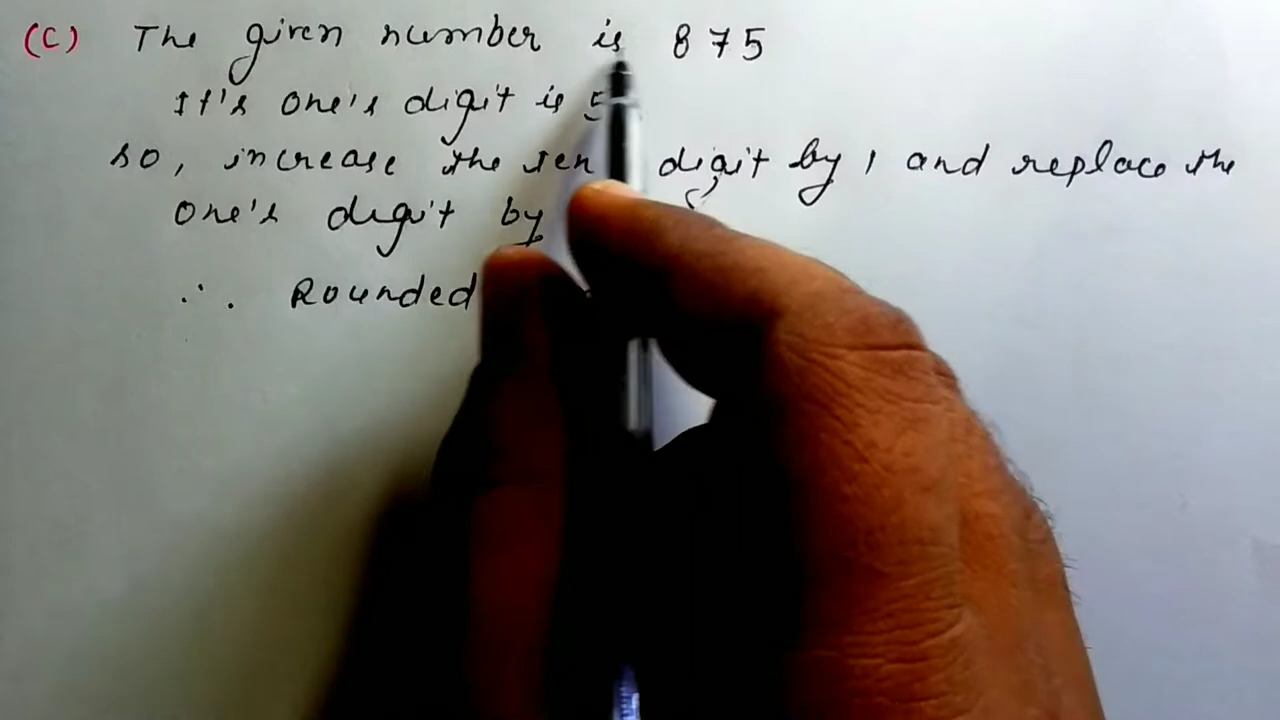 (C) The given number is 875
It's one's digit is 5
so, increase the ten digit by 1 and replace the
one's digit by
∴ Rounded